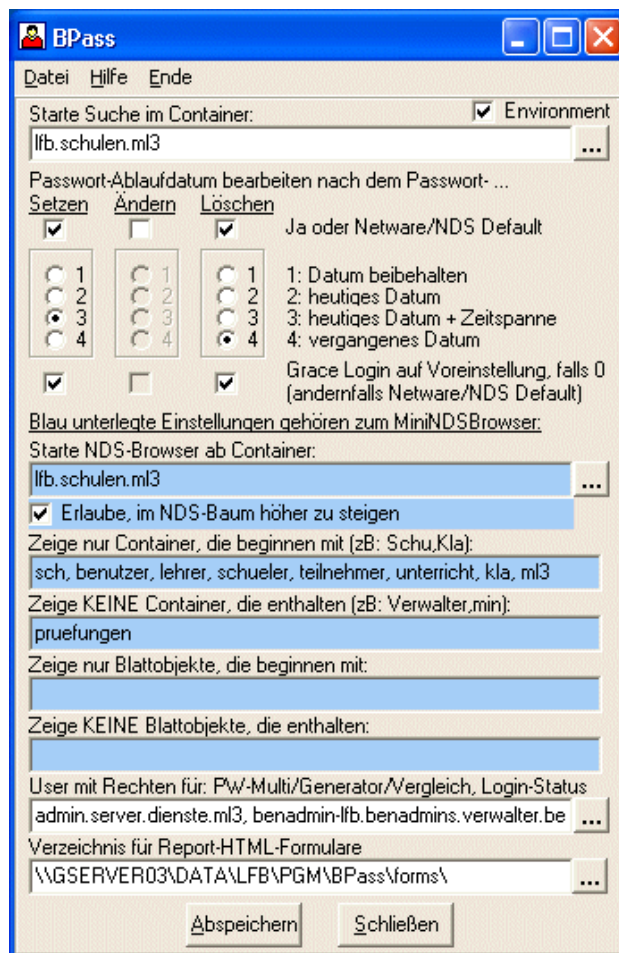 BPass
Datei Hilfe Ende
Starte Suche im Container: Environment
lfb.schulen.ml3 ...
Passwort-Ablaufdatum bearbeiten nach dem Passwort- ...
Setzen Ändern Löschen
Ja oder Netware/NDS Default
1 1 1 1: Datum beibehalten
2 2 2 2: heutiges Datum
3 3 3 3: heutiges Datum + Zeitspanne
4 4 4 4: vergangenes Datum
Grace Login auf Voreinstellung, falls 0
(andernfalls Netware/NDS Default)
Blau unterlegte Einstellungen gehören zum MiniNDSBrowser:
Starte NDS-Browser ab Container:
lfb.schulen.ml3 ...
Erlaube, im NDS-Baum höher zu steigen
Zeige nur Container, die beginnen mit (zB: Schu,Kla):
sch, benutzer, lehrer, schueler, teilnehmer, unterricht, kla, ml3
Zeige KEINE Container, die enthalten (zB: Verwalter,min):
pruefungen
Zeige nur Blattobjekte, die beginnen mit:
Zeige KEINE Blattobjekte, die enthalten:
User mit Rechten für: PW-Multi/Generator/Vergleich, Login-Status
admin.server.dienste.ml3, benadmin-lfb.benadmins.verwalter.be ...
Verzeichnis für Report-HTML-Formulare
\\GSERVER03\DATA\LFB\PGM\BPass\forms\ ...
Abspeichern Schließen